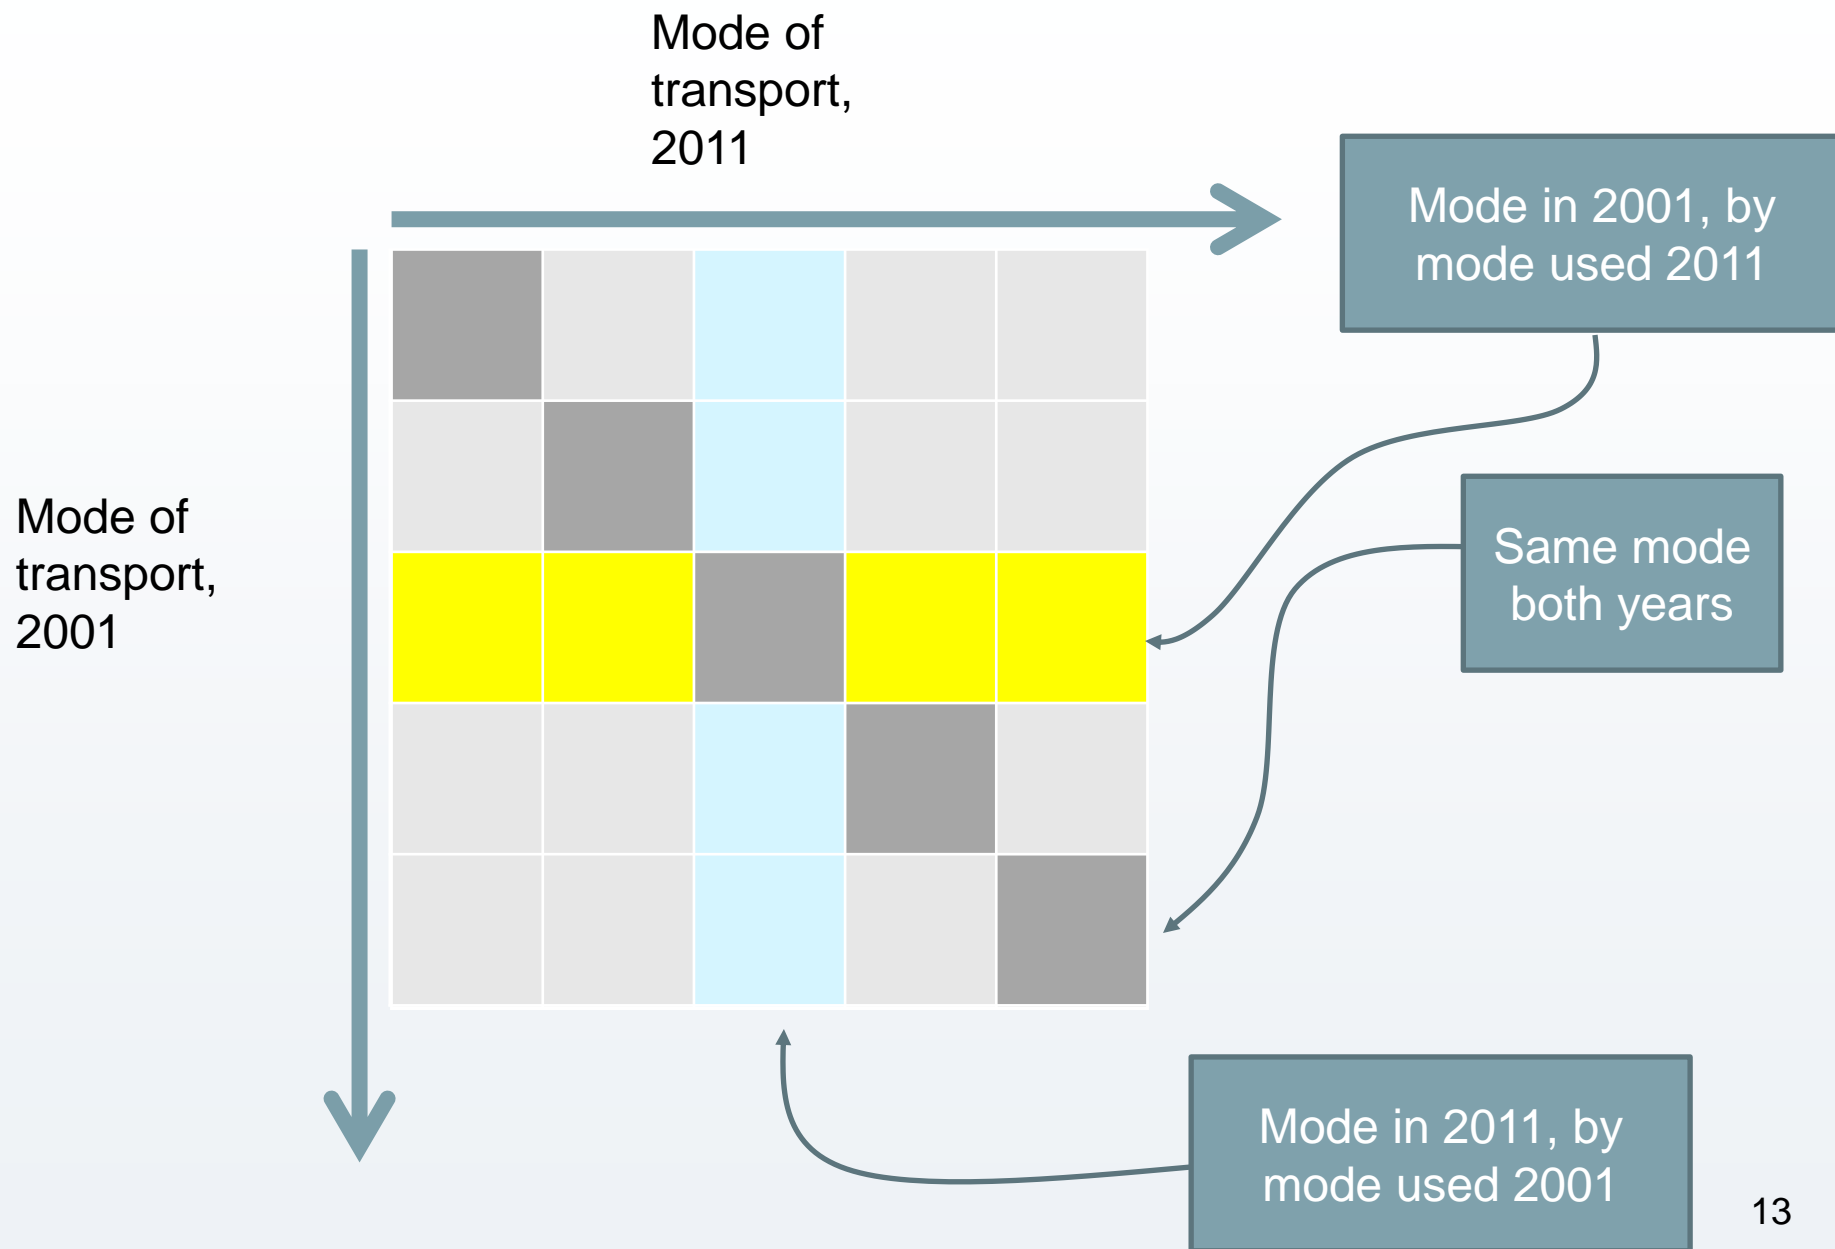 Mode of
transport,
2011
Mode in 2001, by
mode used 2011
Mode of
transport,
2001
Same mode
both years
Mode in 2011, by
mode used 2001
13